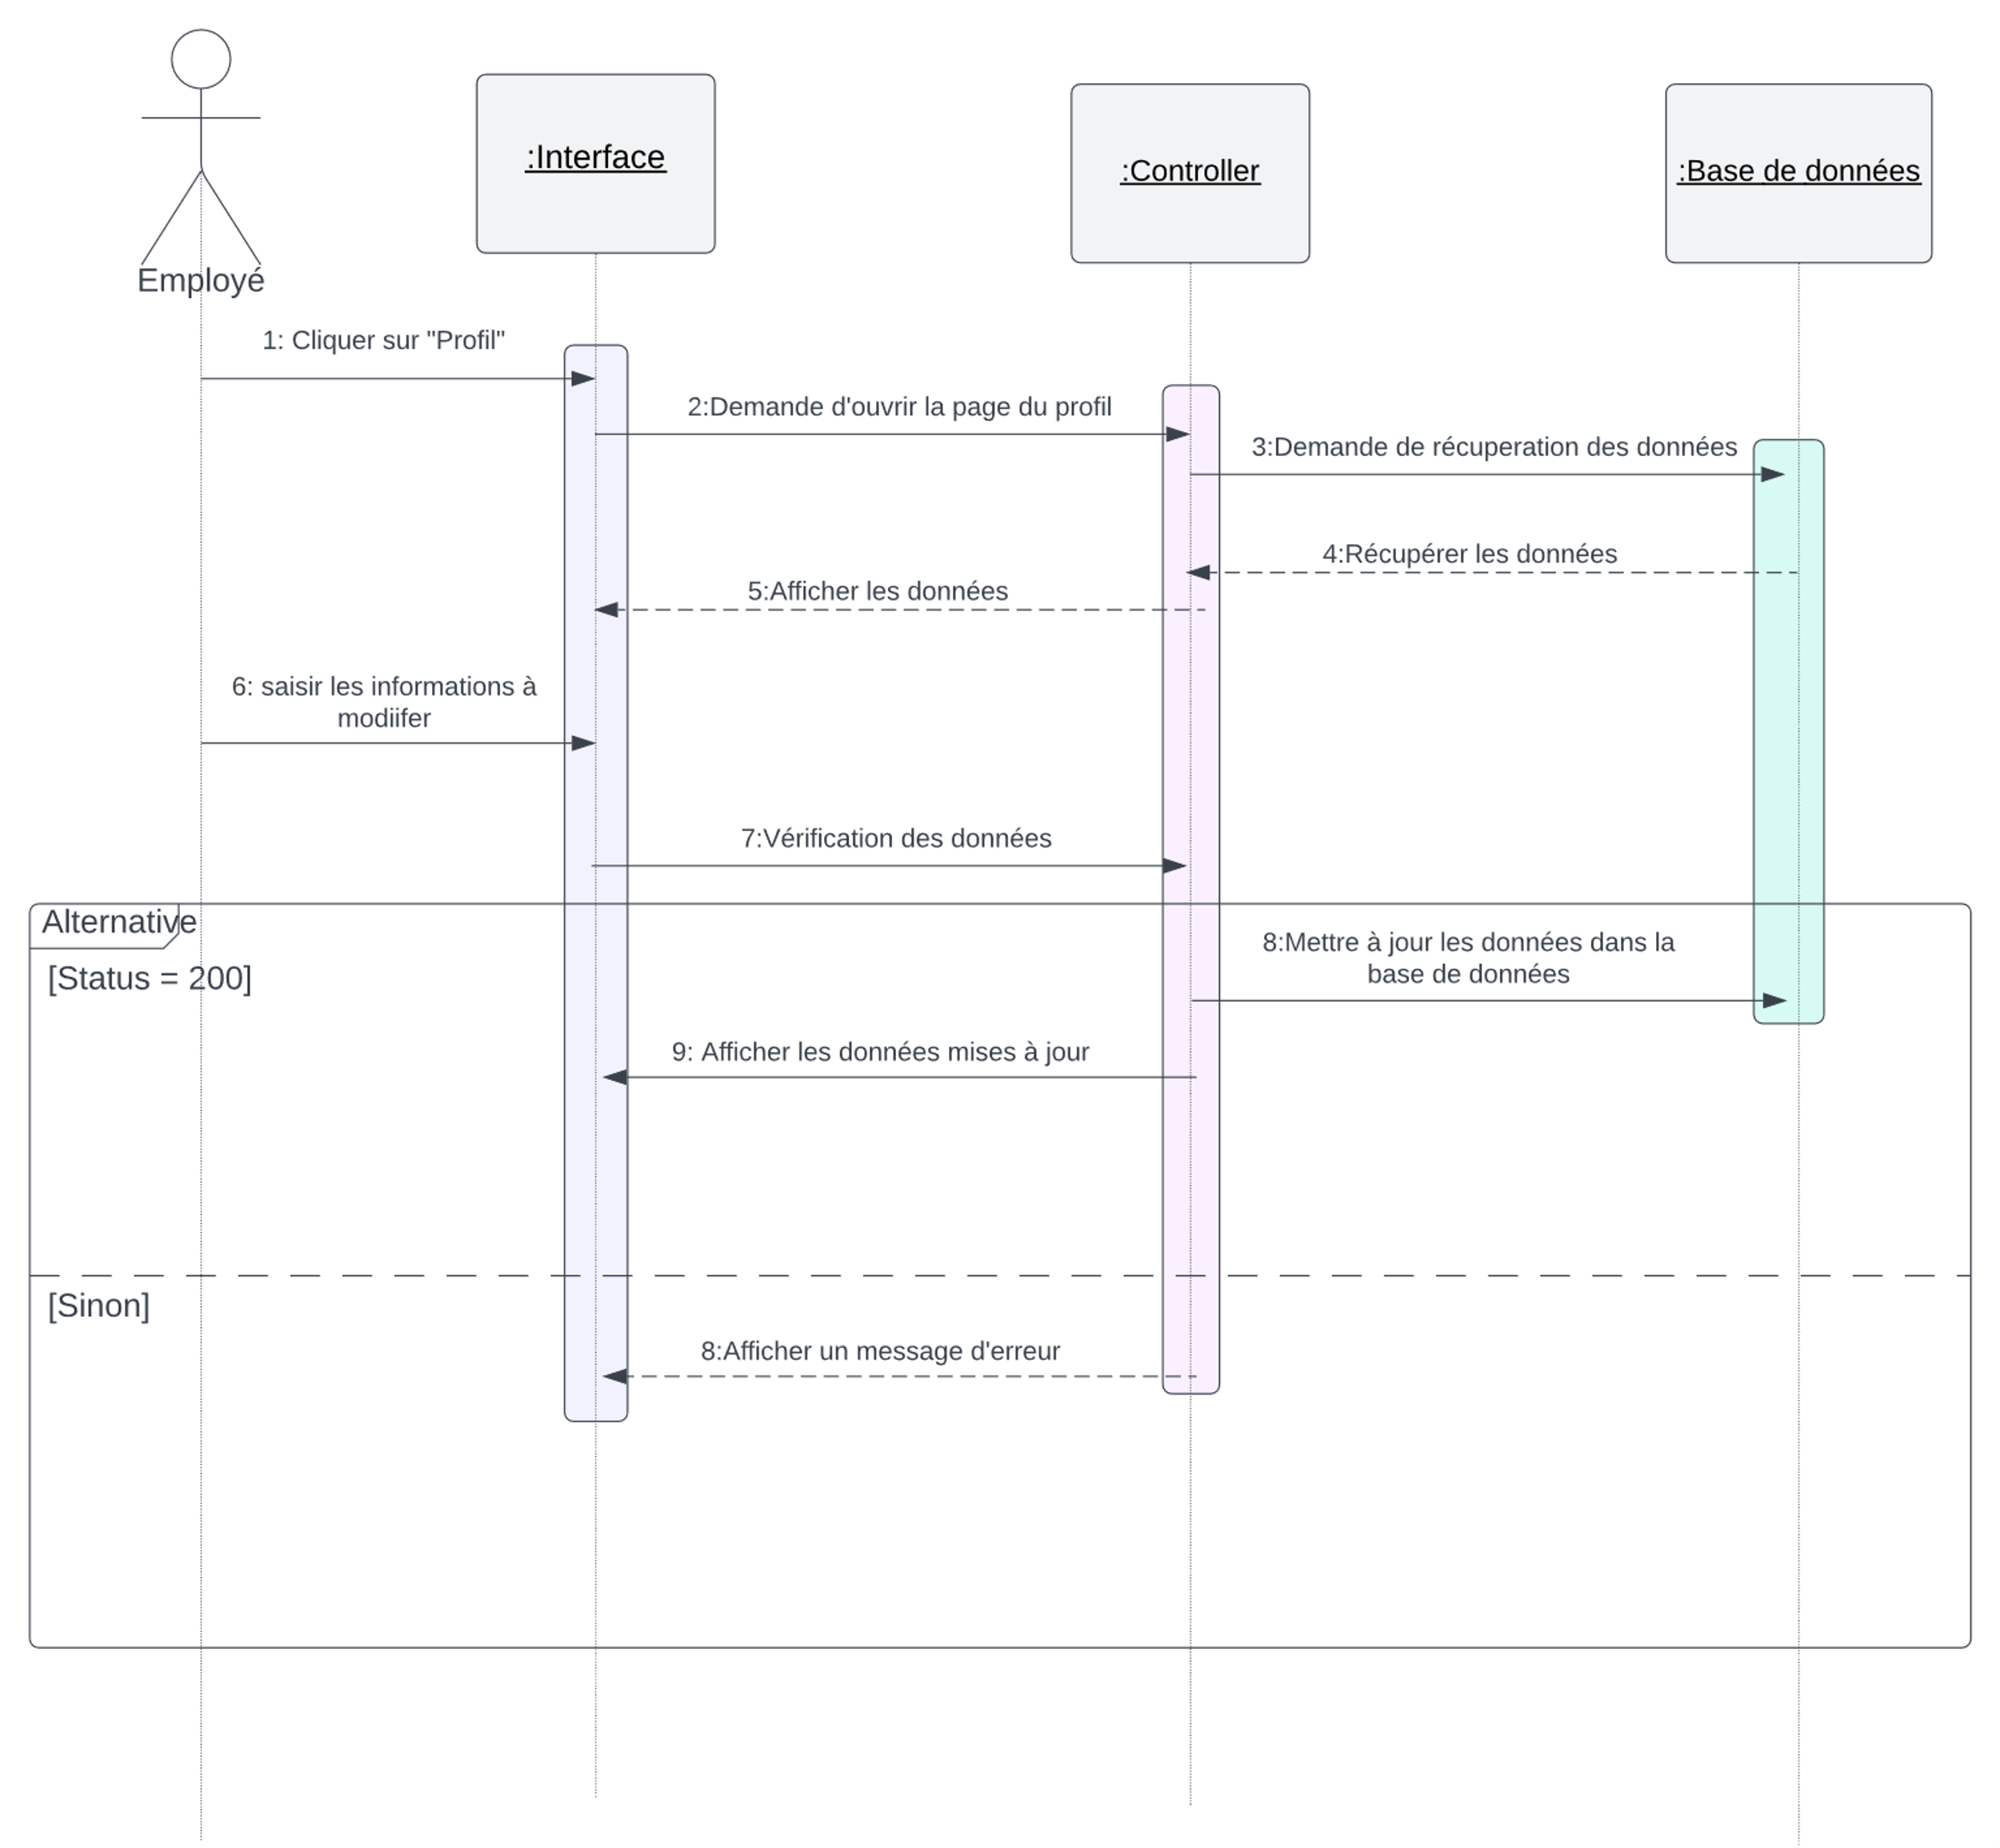 :Interface
:Controller
:Base de données
Employé
1: Cliquer sur "Profil"
2:Demande d'ouvrir la page du profil
3:Demande de récuperation des données
4:Récupérer les données
5:Afficher les données
6: saisir les informations à
modiifer
7:Vérification des données
Alternative
[Status = 200]
8:Mettre à jour les données dans la
base de données
9: Afficher les données mises à jour
[Sinon]
8:Afficher un message d'erreur